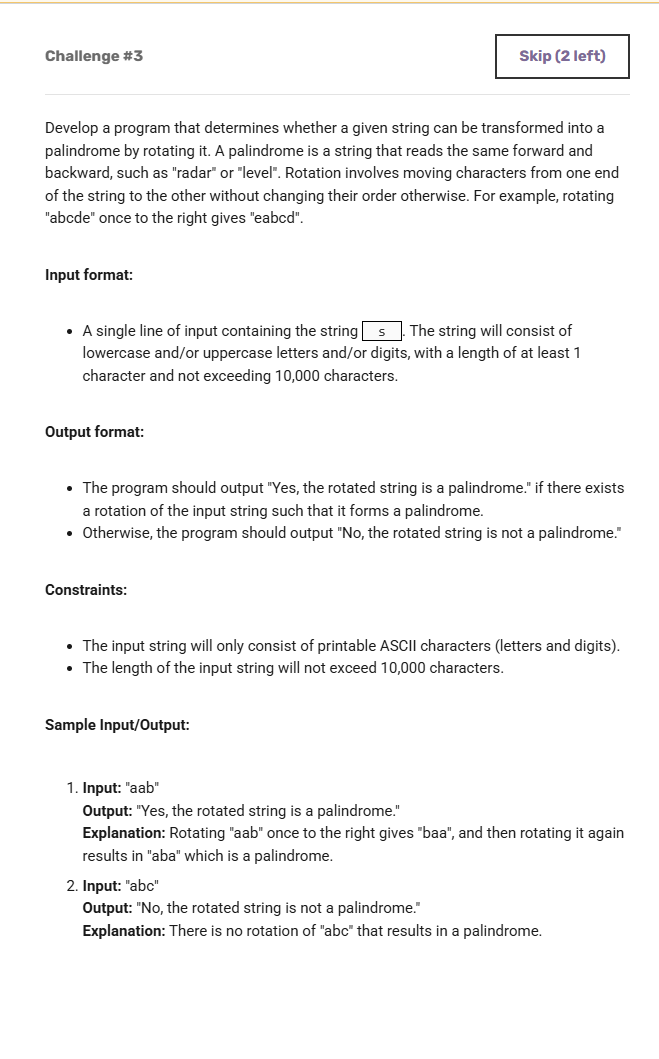 Challenge #3
Skip (2 left)
Develop a program that determines whether a given string can be transformed into a
palindrome by rotating it. A palindrome is a string that reads the same forward and
backward, such as "radar" or "level". Rotation involves moving characters from one end
of the string to the other without changing their order otherwise. For example, rotating
"abcde" once to the right gives "eabcd".
Input format:
• A single line of input containing the string s . The string will consist of
lowercase and/or uppercase letters and/or digits, with a length of at least 1
character and not exceeding 10,000 characters.
Output format:
• The program should output "Yes, the rotated string is a palindrome." if there exists
a rotation of the input string such that it forms a palindrome.
• Otherwise, the program should output "No, the rotated string is not a palindrome."
Constraints:
• The input string will only consist of printable ASCII characters (letters and digits).
• The length of the input string will not exceed 10,000 characters.
Sample Input/Output:
1. Input: "aab"
Output: "Yes, the rotated string is a palindrome."
Explanation: Rotating "aab" once to the right gives "baa", and then rotating it again
results in "aba" which is a palindrome.
2. Input: "abc"
Output: "No, the rotated string is not a palindrome."
Explanation: There is no rotation of "abc" that results in a palindrome.